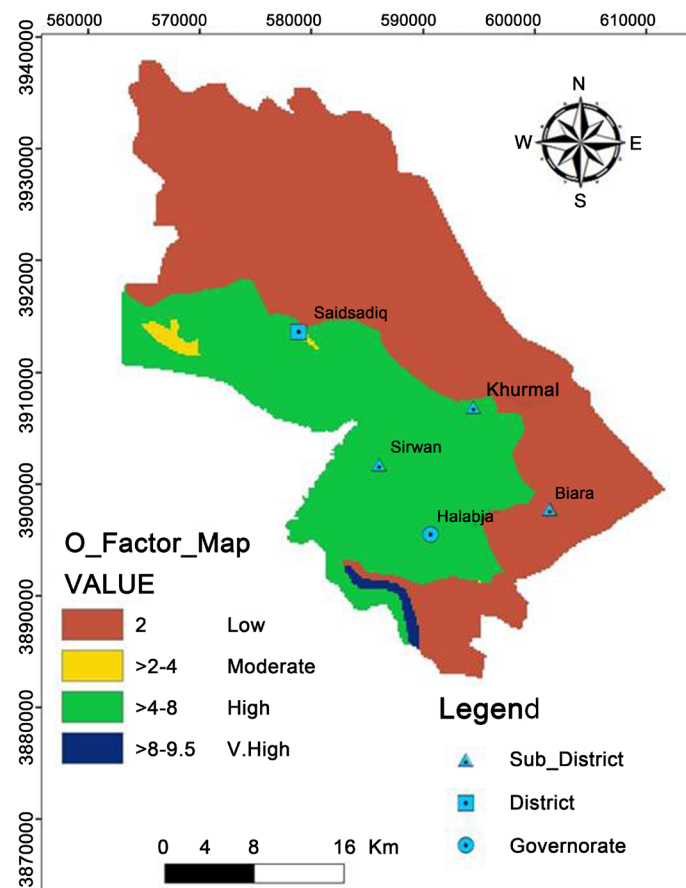 560000 570000 580000 590000 600000 610000
3940000
3930000
3920000
3910000
3900000
3890000
3880000
3870000
N
W E
S
Saidsadiq
Khurmal
Sirwan
Biara
Halabja
O_Factor_Map
VALUE
2 Low
>2-4 Moderate
>4-8 High
>8-9.5 V.High
Legend
Sub_District
District
Governorate
0 4 8 16 Km